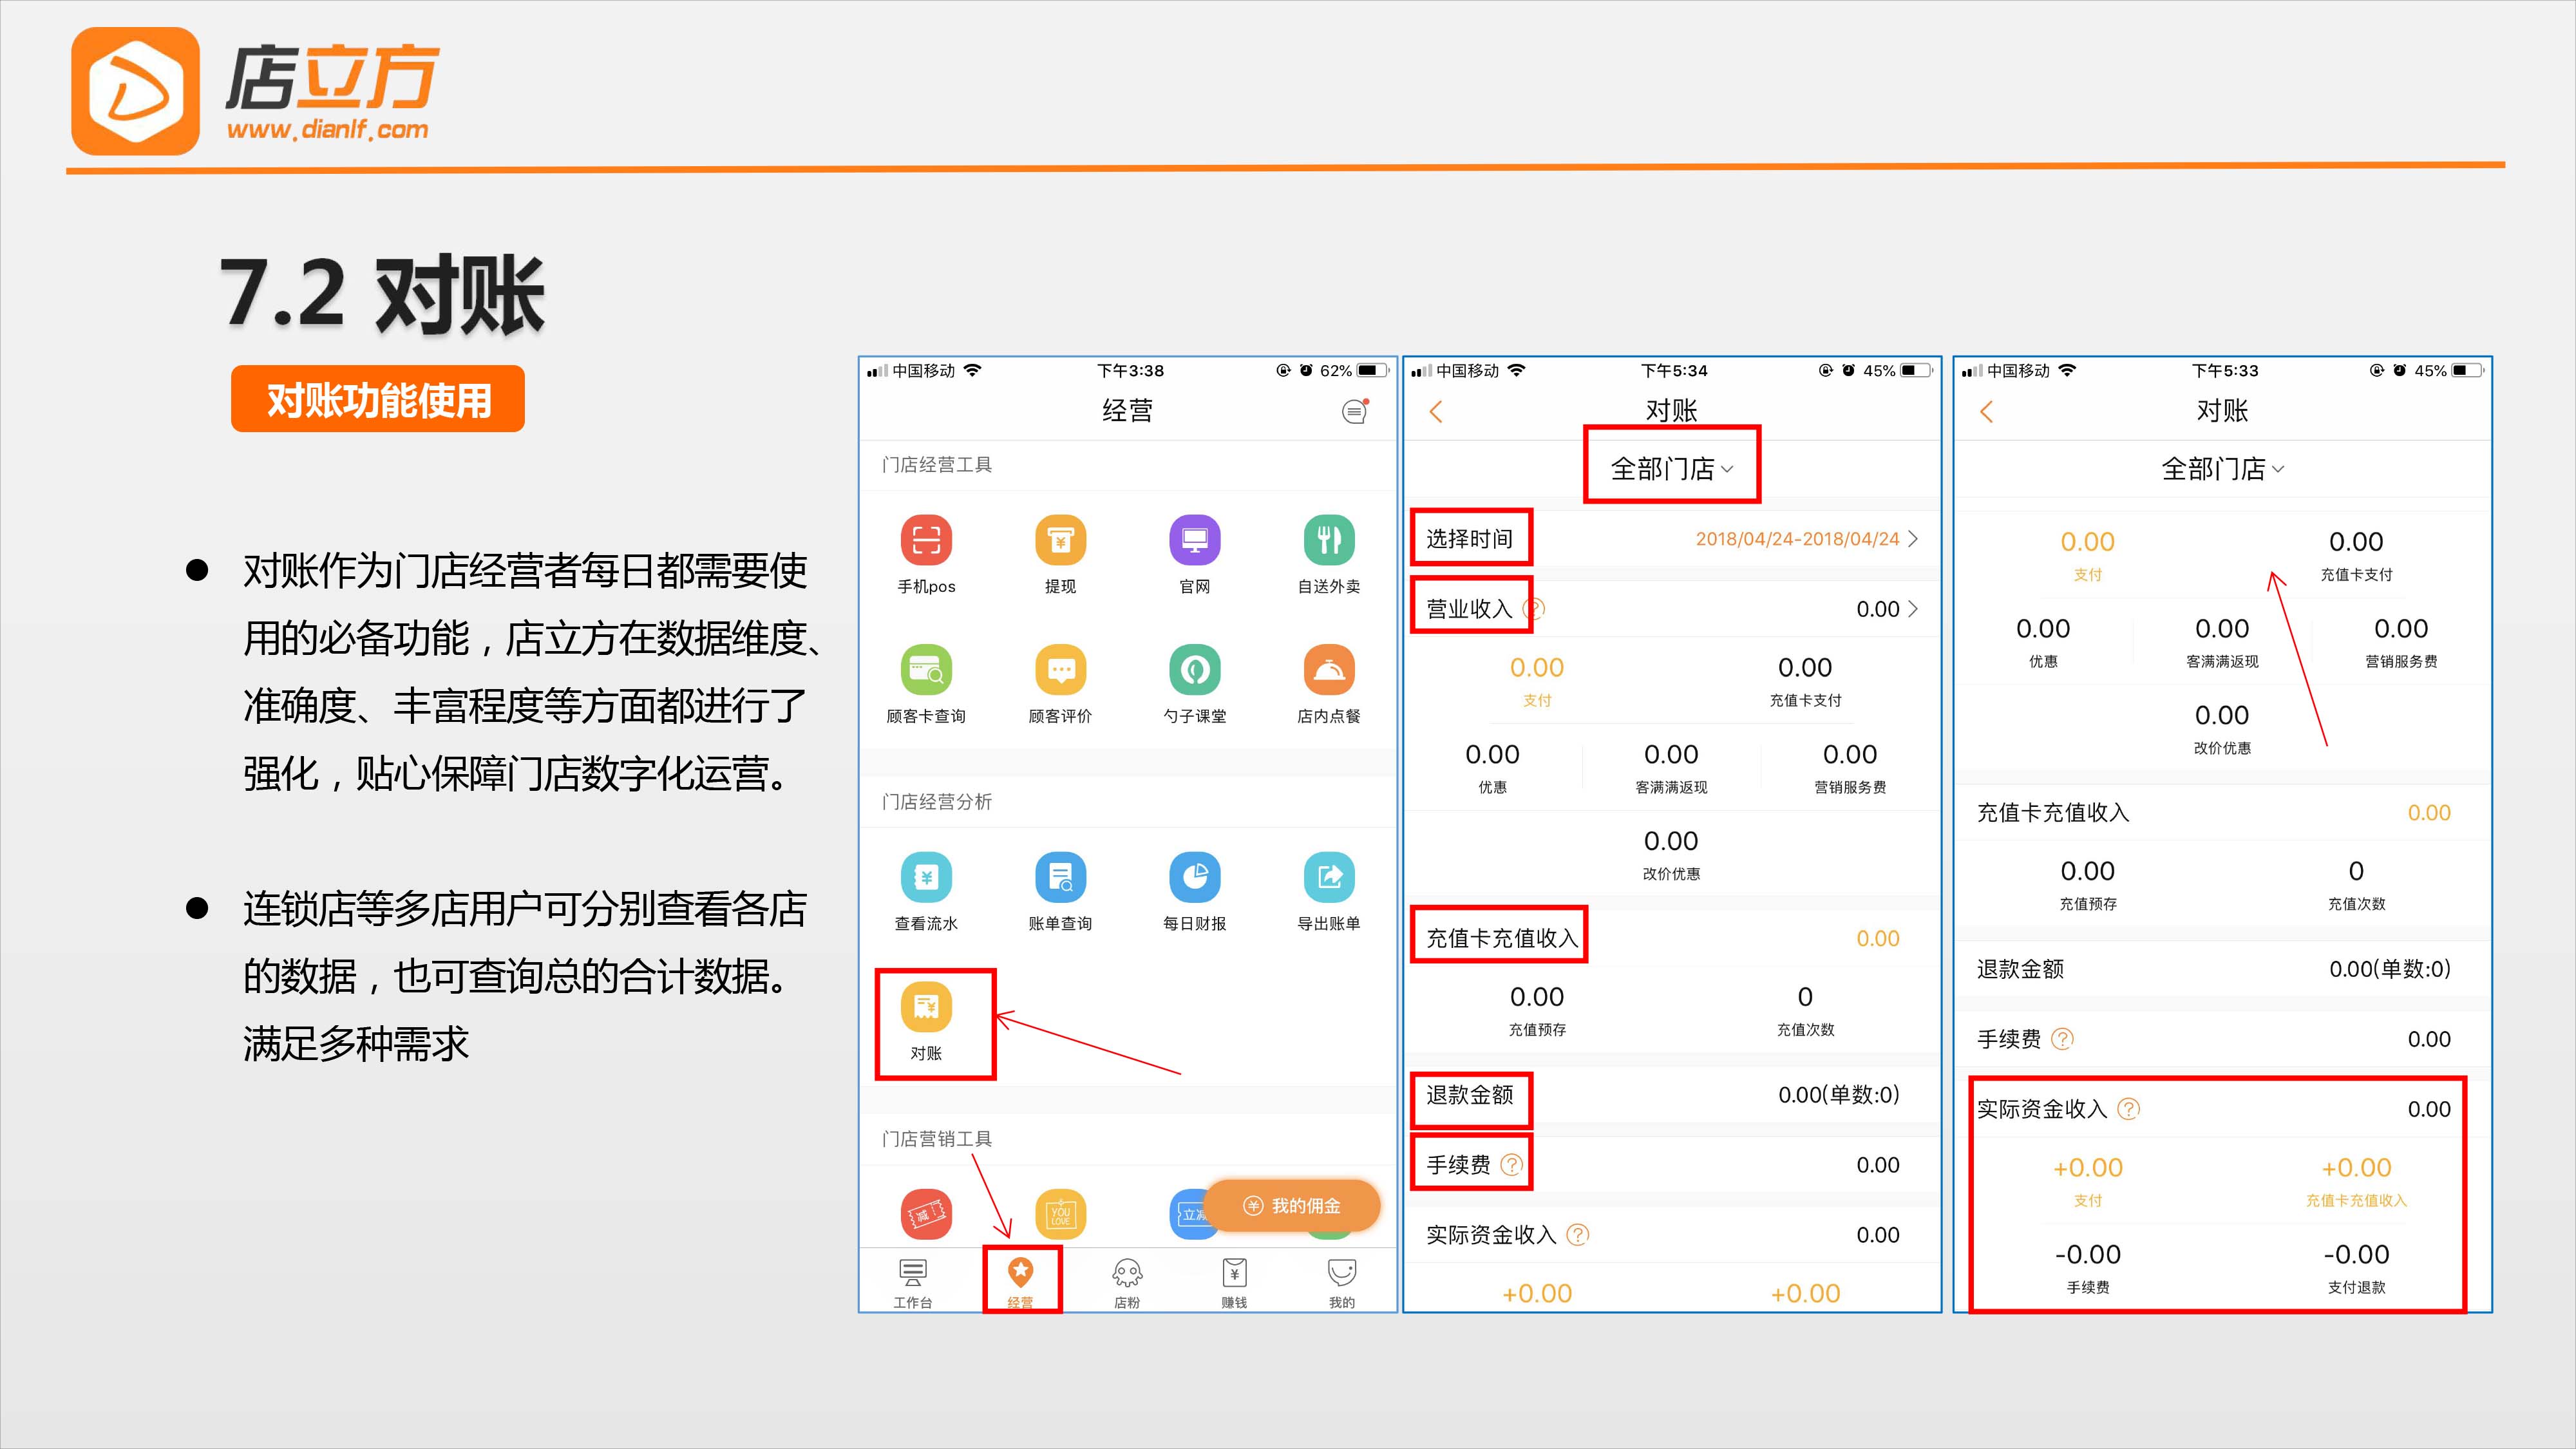 店立方
www.dianlf.com
7.2 对账
对账功能使用
● 对账作为门店经营者每日都需要使
用的必备功能，店立方在数据维度、
准确度、丰富程度等方面都进行了
强化，贴心保障门店数字化运营。
● 连锁店等多店用户可分别查看各店
的数据，也可查询总的合计数据。
满足多种需求
中国移动 下午3:38 62%
经营
门店经营工具
手机pos 提现 官网 自送外卖
顾客卡查询 顾客评价 勺子课堂 店内点餐
门店经营分析
查看流水 账单查询 每日财报 导出账单
对账
门店营销工具
减 YOU LOVE 立减
我的佣金
工作台 经营 店粉 赚钱 我的
中国移动 下午5:34 45%
对账
全部门店
选择时间 2018/04/24-2018/04/24
营业收入 0.00
0.00 0.00
支付 充值卡支付
0.00 0.00 0.00
优惠 客满满返现 营销服务费
0.00
改价优惠
充值卡充值收入 0.00
0.00 0
充值预存 充值次数
退款金额 0.00(单数:0)
手续费 0.00
实际资金收入 0.00
+0.00 +0.00
中国移动 下午5:33 45%
对账
全部门店
0.00 0.00
支付 充值卡支付
0.00 0.00 0.00
优惠 客满满返现 营销服务费
0.00
改价优惠
充值卡充值收入 0.00
0.00 0
充值预存 充值次数
退款金额 0.00(单数:0)
手续费 0.00
实际资金收入 0.00
+0.00 +0.00
支付 充值卡充值收入
-0.00 -0.00
手续费 支付退款